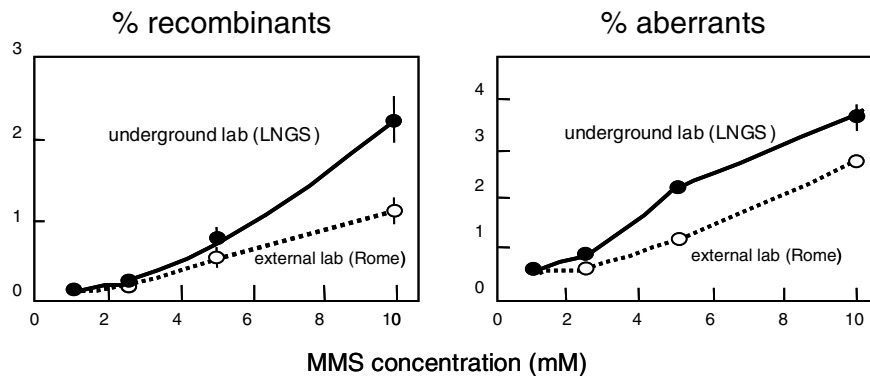 % recombinants
3
2
1
0
underground lab (LNGS)
external lab (Rome)
0 2 4 6 8 10
% aberrants
4
3
2
1
0
underground lab (LNGS)
external lab (Rome)
0 2 4 6 8 10
MMS concentration (mM)